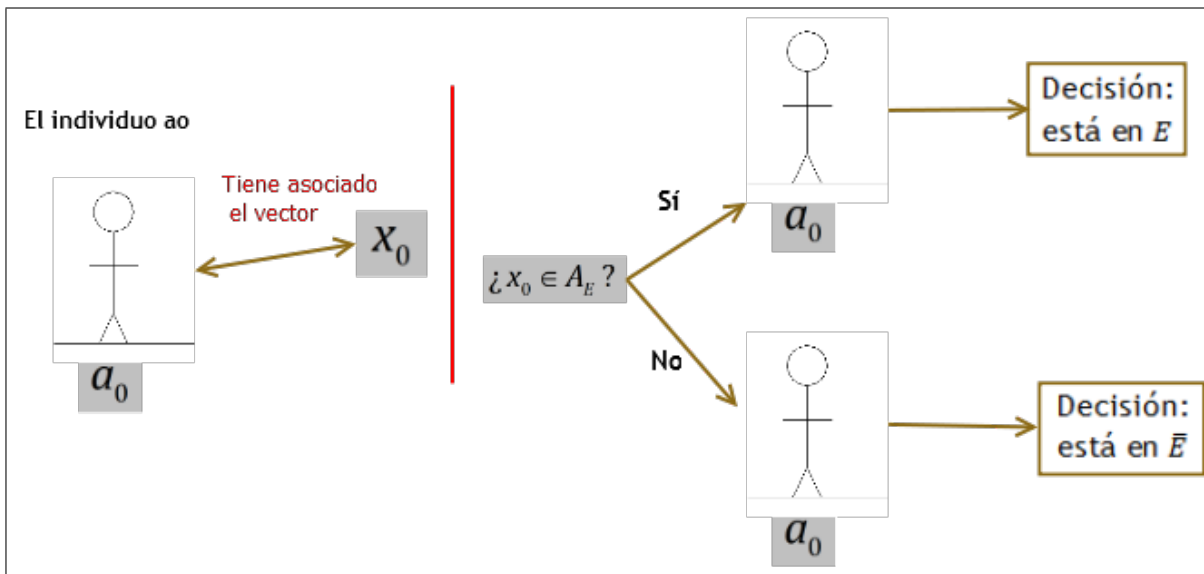 El individuo ao
Tiene asociado
el vector
x₀
a₀
¿x₀ ∈ A_E?
Sí
No
a₀
Decisión:
está en E
a₀
Decisión:
está en Ē